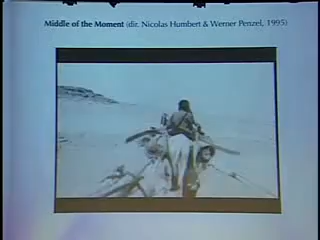 Middle of the Moment (dir. Nicolas Humbert & Werner Penzel, 1995)